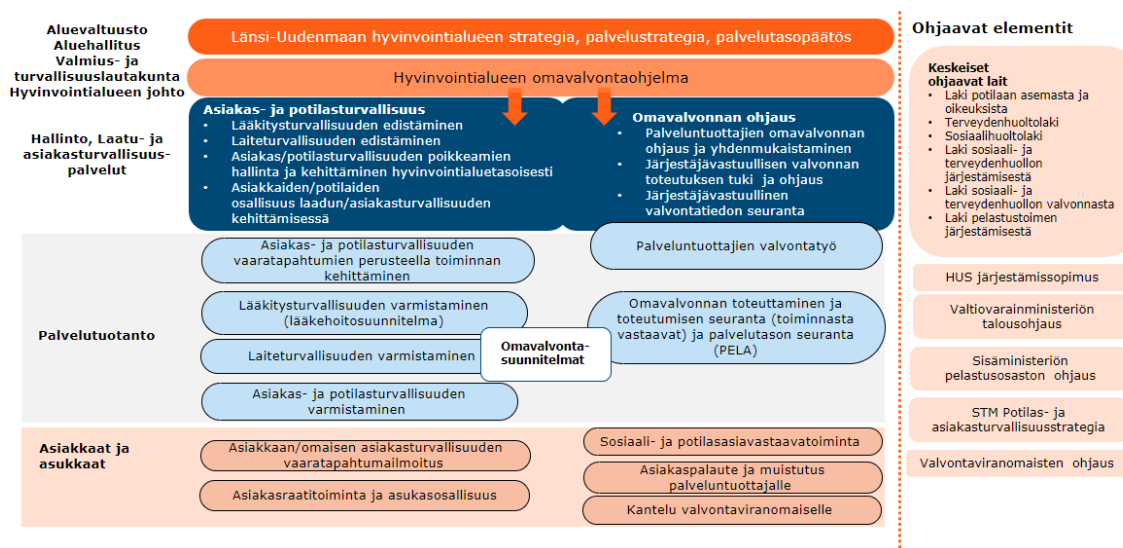 Aluevaltuusto
Aluehallitus
Valmius- ja
turvallisuuslautakunta
Hyvinvointialueen johto
Länsi-Uudenmaan hyvinvointialueen strategia, palvelustrategia, palvelutasopäätös
Hyvinvointialueen omavalvontaohjelma
Hallinto, Laatu- ja
asiakasturvallisuus-
palvelut
Asiakas- ja potilasturvallisuus
• Lääkitysturvallisuuden edistäminen
• Laiteturvallisuuden edistäminen
• Asiakas/potilasturvallisuuden poikkeamien
hallinta ja kehittäminen hyvinvointialuetasoisesti
• Asiakkaiden/potilaiden
osallisuus laadun/asiakasturvallisuuden
kehittämisessä
Omavalvonnan ohjaus
• Palveluntuottajien omavalvonnan
ohjaus ja yhdenmukaistaminen
• Järjestäjävastuullisen valvonnan
toteutuksen tuki ja ohjaus
• Järjestäjävastuullinen
valvontatiedon seuranta
Palvelutuotanto
Asiakas- ja potilasturvallisuuden
vaaratapahtumien perusteella toiminnan
kehittäminen
Lääkitysturvallisuuden varmistaminen
(lääkehoitosuunnitelma)
Laiteturvallisuuden varmistaminen
Asiakas- ja potilasturvallisuuden
varmistaminen
Omavalvonta-
suunnitelmat
Palveluntuottajien valvontatyö
Omavalvonnan toteuttaminen ja
toteutumisen seuranta (toiminnasta
vastaavat) ja palvelutason seuranta
(PELA)
Asiakkaat ja
asukkaat
Asiakkaan/omaisen asiakasturvallisuuden
vaaratapahtumailmoitus
Asiakasraatitoiminta ja asukasosallisuus
Sosiaali- ja potilasasiavastaavatoiminta
Asiakaspalaute ja muistutus
palveluntuottajalle
Kantelu valvontaviranomaiselle
Ohjaavat elementit
Keskeiset
ohjaavat lait
• Laki potilaan asemasta ja
oikeuksista
• Terveydenhuoltolaki
• Sosiaalihuoltolaki
• Laki sosiaali- ja
terveydenhuollon
järjestämisestä
• Laki sosiaali- ja
terveydenhuollon valvonnasta
• Laki pelastustoimen
järjestämisestä
HUS järjestämissopimus
Valtiovarainministeriön
talousohjaus
Sisäministeriön
pelastusosaston ohjaus
STM Potilas- ja
asiakasturvallisuusstrategia
Valvontaviranomaisten ohjaus